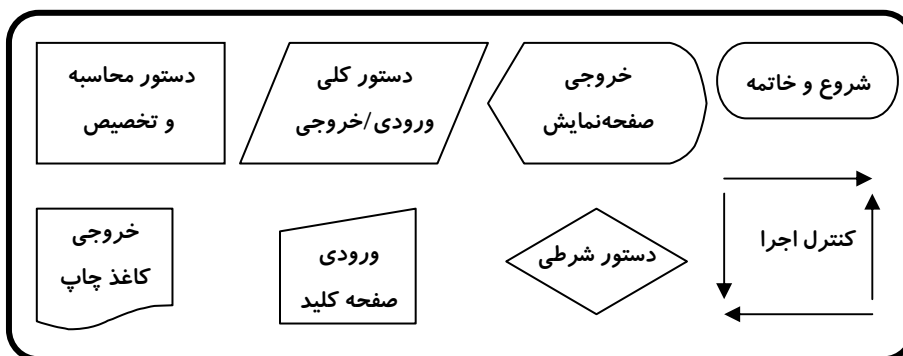 شروع و خاتمه
خروجی
صفحه‌نمایش
دستور کلی
ورودی/خروجی
دستور محاسبه
و تخصیص
کنترل اجرا
دستور شرطی
ورودی
صفحه کلید
خروجی
کاغذ چاپ